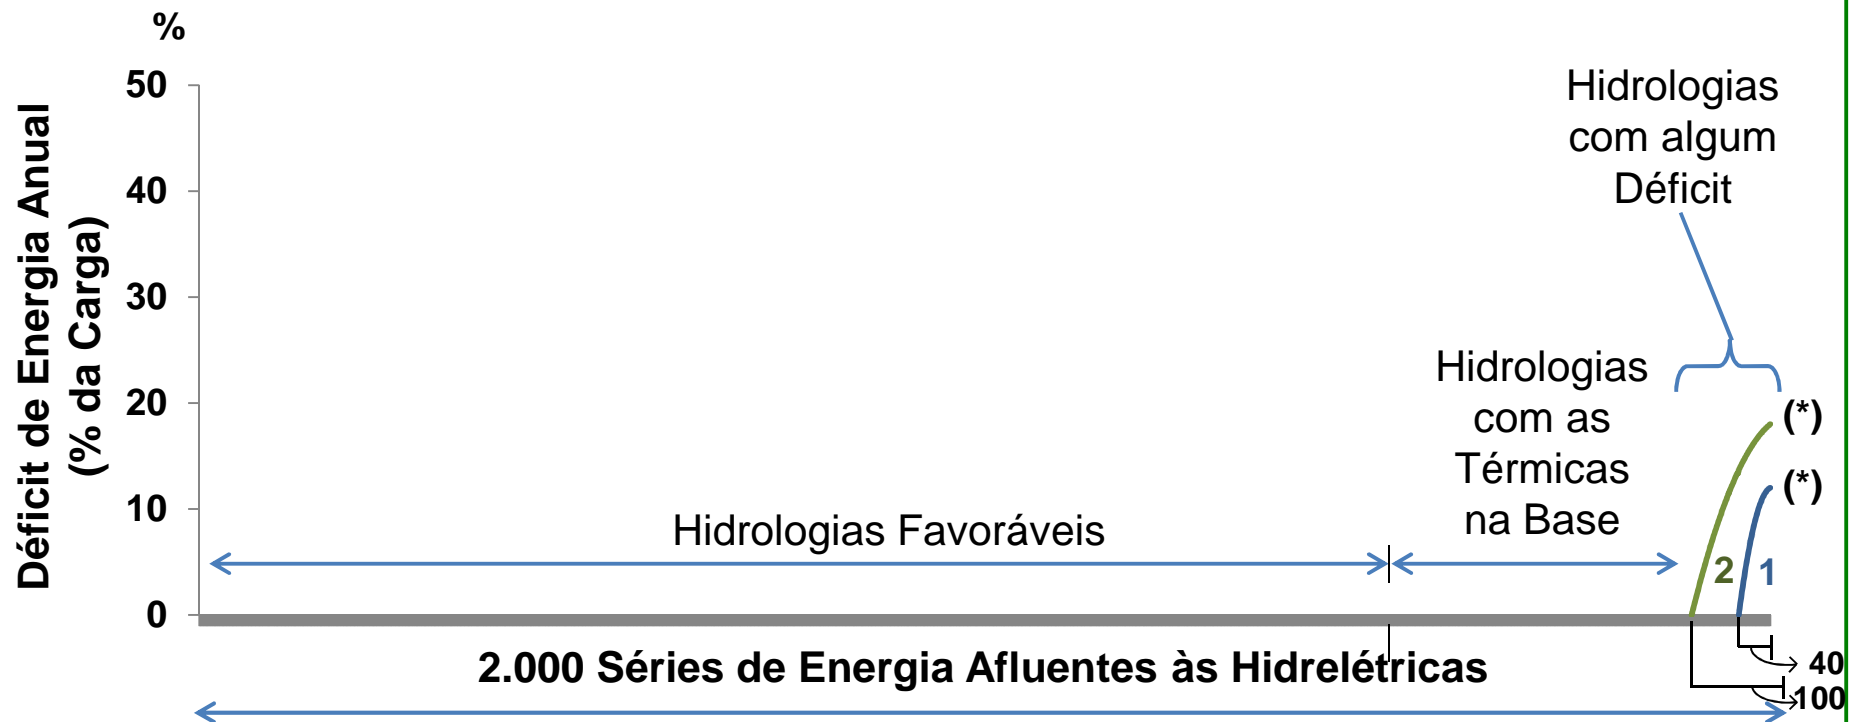 %
50
40
30
20
10
0
Déficit de Energia Anual
(% da Carga)
Hidrologias
com algum
Déficit
Hidrologias
com as
Térmicas
na Base
Hidrologias Favoráveis
(*)
(*)
2
1
2.000 Séries de Energia Afluentes às Hidrelétricas
40
100